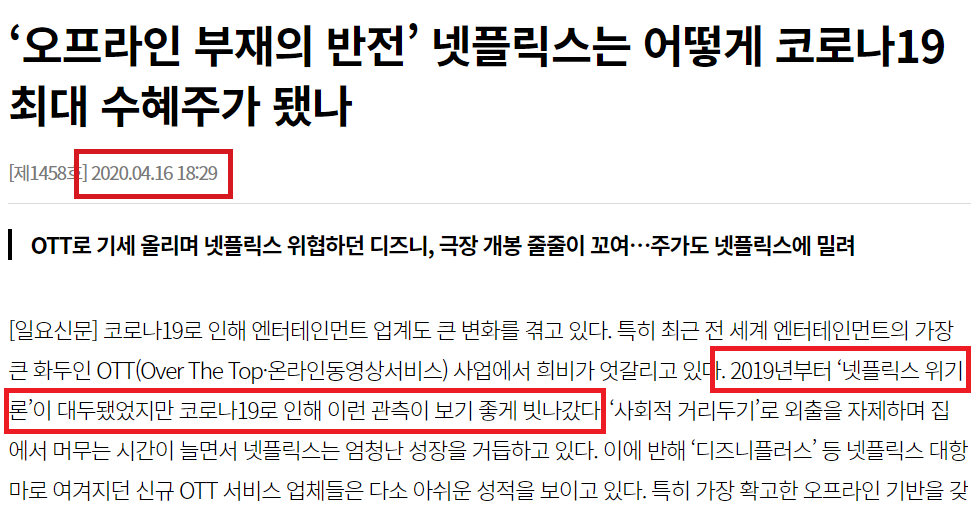 ‘오프라인 부재의 반전’ 넷플릭스는 어떻게 코로나19
최대 수혜주가 됐나
[제1458호] 2020.04.16 18:29
OTT로 기세 올리며 넷플릭스 위협하던 디즈니, 극장 개봉 줄줄이 꼬여…주가도 넷플릭스에 밀려
[일요신문] 코로나19로 인해 엔터테인먼트 업계도 큰 변화를 겪고 있다. 특히 최근 전 세계 엔터테인먼트의 가장
큰 화두인 OTT(Over The Top·온라인동영상서비스) 사업에서 희비가 엇갈리고 있다. 2019년부터 ‘넷플릭스 위기
론’이 대두됐었지만 코로나19로 인해 이런 관측이 보기 좋게 빗나갔다. ‘사회적 거리두기’로 외출을 자제하며 집
에서 머무는 시간이 늘면서 넷플릭스는 엄청난 성장을 거듭하고 있다. 이에 반해 ‘디즈니플러스’ 등 넷플릭스 대항
마로 여겨지던 신규 OTT 서비스 업체들은 다소 아쉬운 성적을 보이고 있다. 특히 가장 확고한 오프라인 기반을 갖